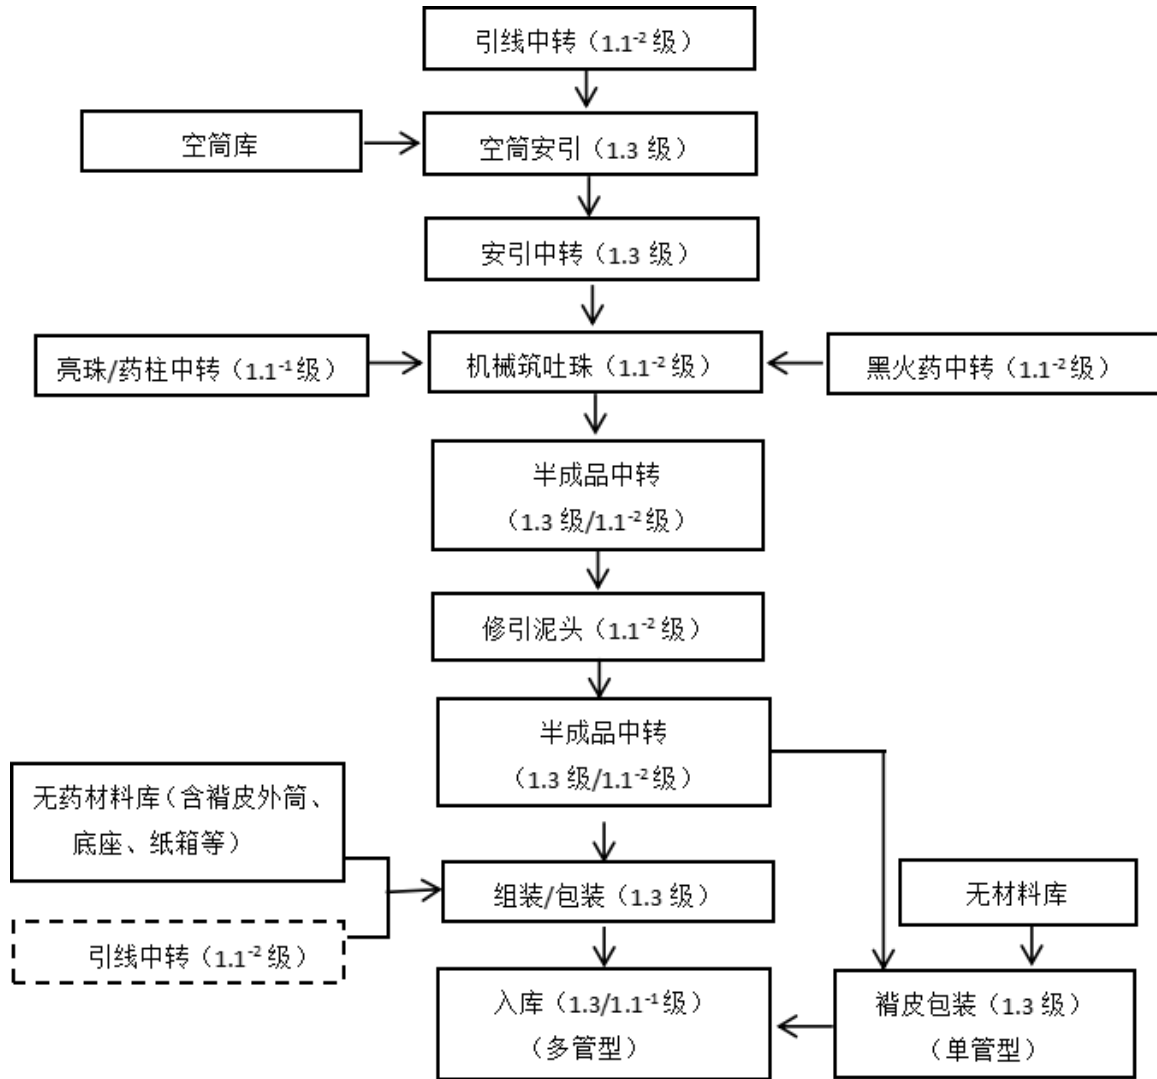 引线中转（1.1⁻²级）
空筒库
空筒安引（1.3 级）
安引中转（1.3 级）
亮珠/药柱中转（1.1⁻¹级）
机械筑吐珠（1.1⁻²级）
黑火药中转（1.1⁻²级）
半成品中转
（1.3 级/1.1⁻²级）
修引泥头（1.1⁻²级）
半成品中转
（1.3 级/1.1⁻²级）
无药材料库（含褙皮外筒、
底座、纸箱等）
引线中转（1.1⁻²级）
组装/包装（1.3 级）
无材料库
入库（1.3/1.1⁻¹级）
（多管型）
褙皮包装（1.3 级）
（单管型）